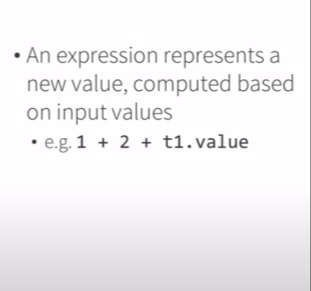 • An expression represents a
new value, computed based
on input values
• e.g. 1 + 2 + t1.value